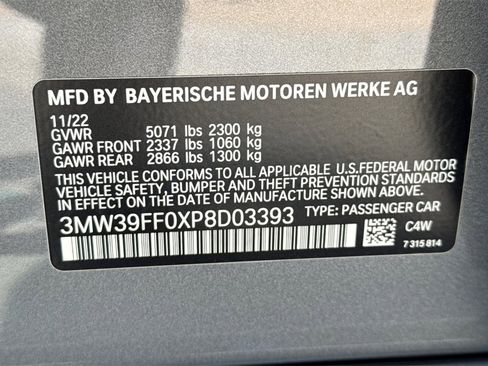 MFD BY BAYERISCHE MOTOREN WERKE AG
11/22
GVWR 5071 lbs 2300 kg
GAWR FRONT 2337 lbs 1060 kg
GAWR REAR 2866 lbs 1300 kg
THIS VEHICLE CONFORMS TO ALL APPLICABLE U.S.FEDERAL MOTOR
VEHICLE SAFETY, BUMPER, AND THEFT PREVENTION STANDARDS
IN EFFECT ON THE DATE OF MANUFACTURE SHOWN ABOVE.
3MW39FF0XP8D03393 TYPE: PASSENGER CAR
C4W
7 315 814